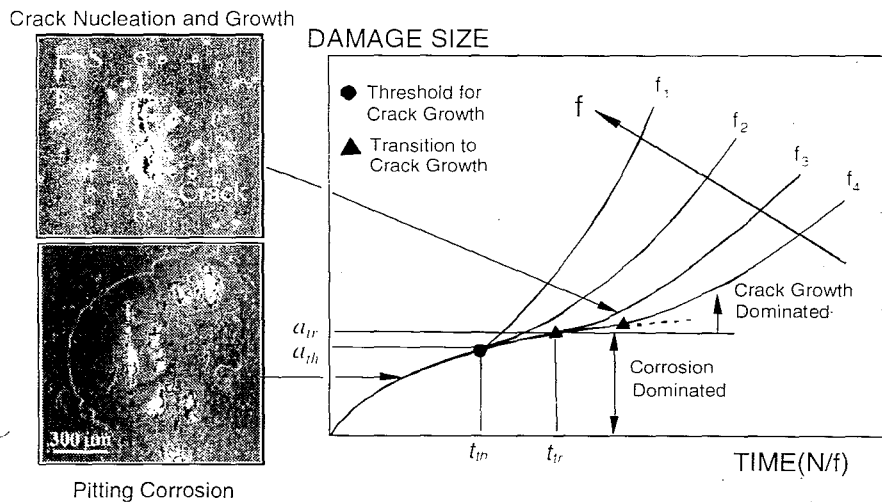 Crack Nucleation and Growth
S
Crack
300 μm
Pitting Corrosion
DAMAGE SIZE
Threshold for
Crack Growth
Transition to
Crack Growth
f₁
f
f₂
f₃
f₄
Crack Growth
Dominated
a_tr
a_th
Corrosion
Dominated
t_th
t_tr
TIME(N/f)